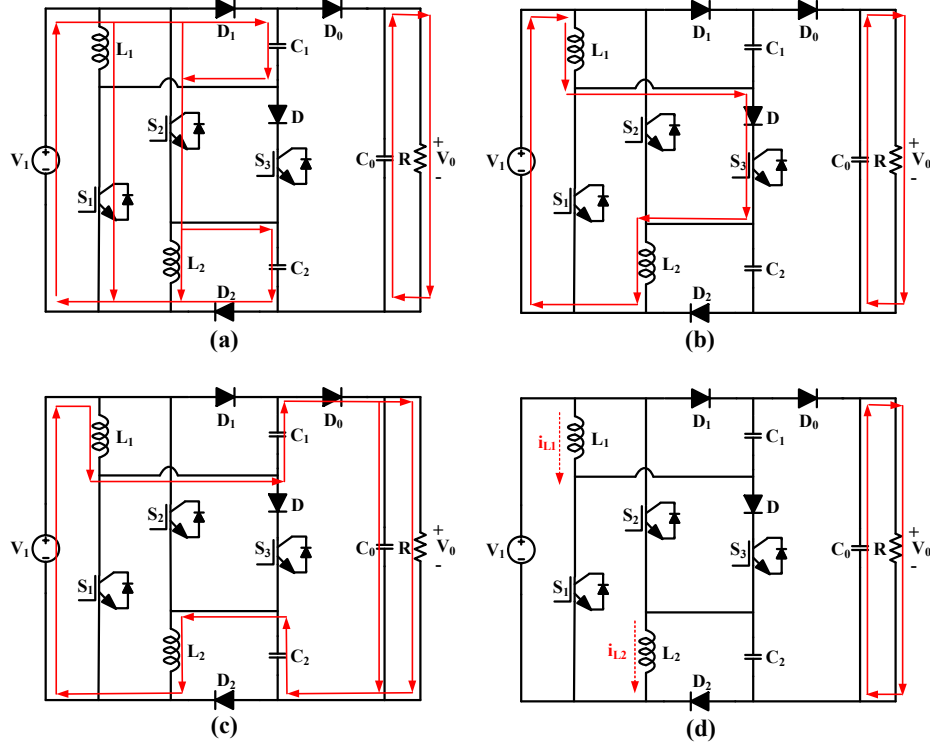 D₁ D₀
L₁ C₁
S₂ D
V₁ S₃ C₀ R + V₀ -
S₁
L₂ C₂
D₂
(a)
D₁ D₀
L₁ C₁
S₂ D
V₁ S₃ C₀ R + V₀ -
S₁
L₂ C₂
D₂
(b)
D₁ D₀
L₁ C₁
S₂ D
V₁ S₃ C₀ R + V₀ -
S₁
L₂ C₂
D₂
(c)
D₁ D₀
i_L1 L₁ C₁
S₂ D
V₁ S₃ C₀ R + V₀ -
S₁
i_L2 L₂ C₂
D₂
(d)